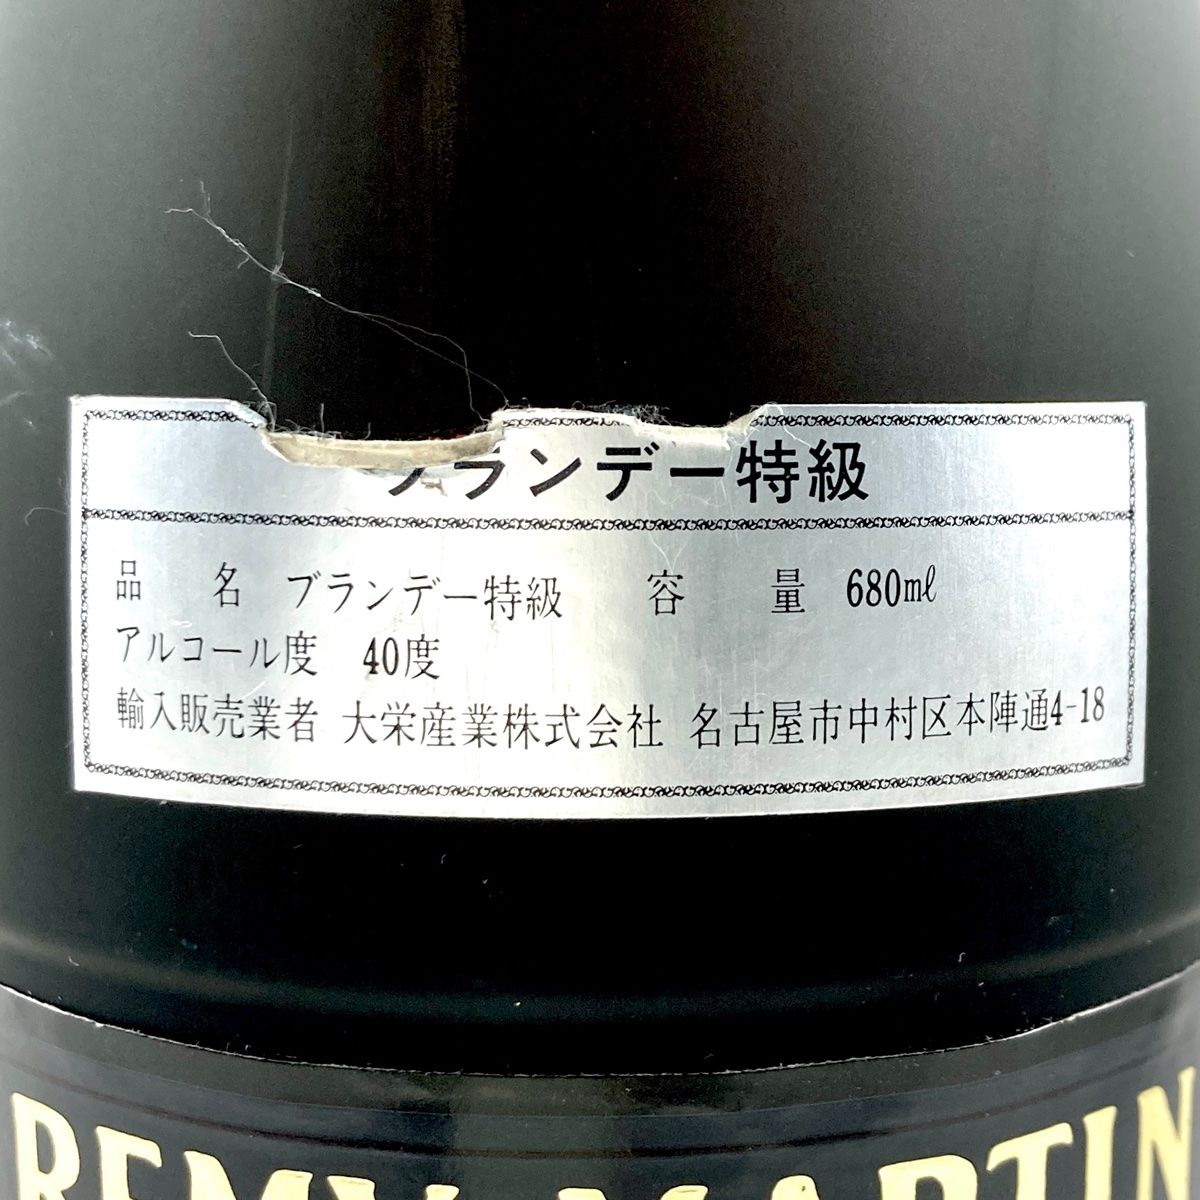 ブランデー特級
品 名 ブランデー特級 容 量 680ml
アルコール度 40度
輸入販売業者 大栄産業株式会社 名古屋市中村区本陣通4-18
REMY MARTIN